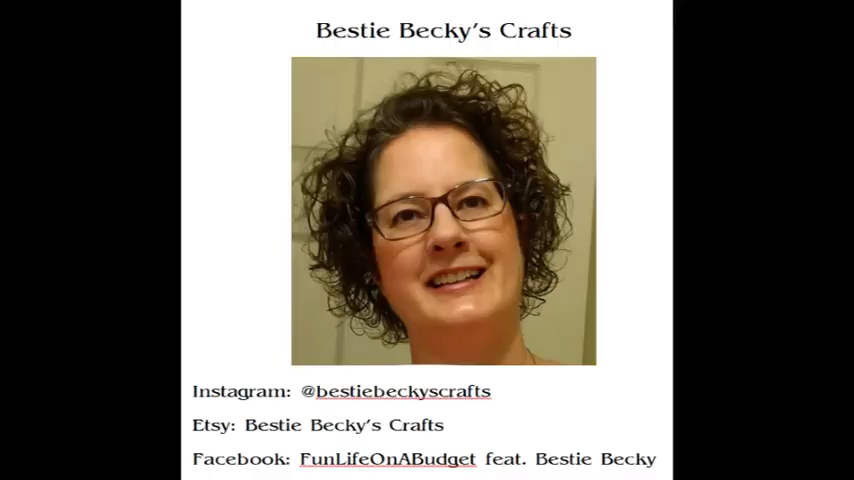 Bestie Becky's Crafts
Instagram: @bestiebeckyscrafts
Etsy: Bestie Becky's Crafts
Facebook: FunLifeOnABudget feat. Bestie Becky